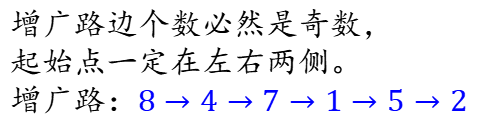 增广路边个数必然是奇数，
起始点一定在左右两侧。
增广路：8 → 4 → 7 → 1 → 5 → 2